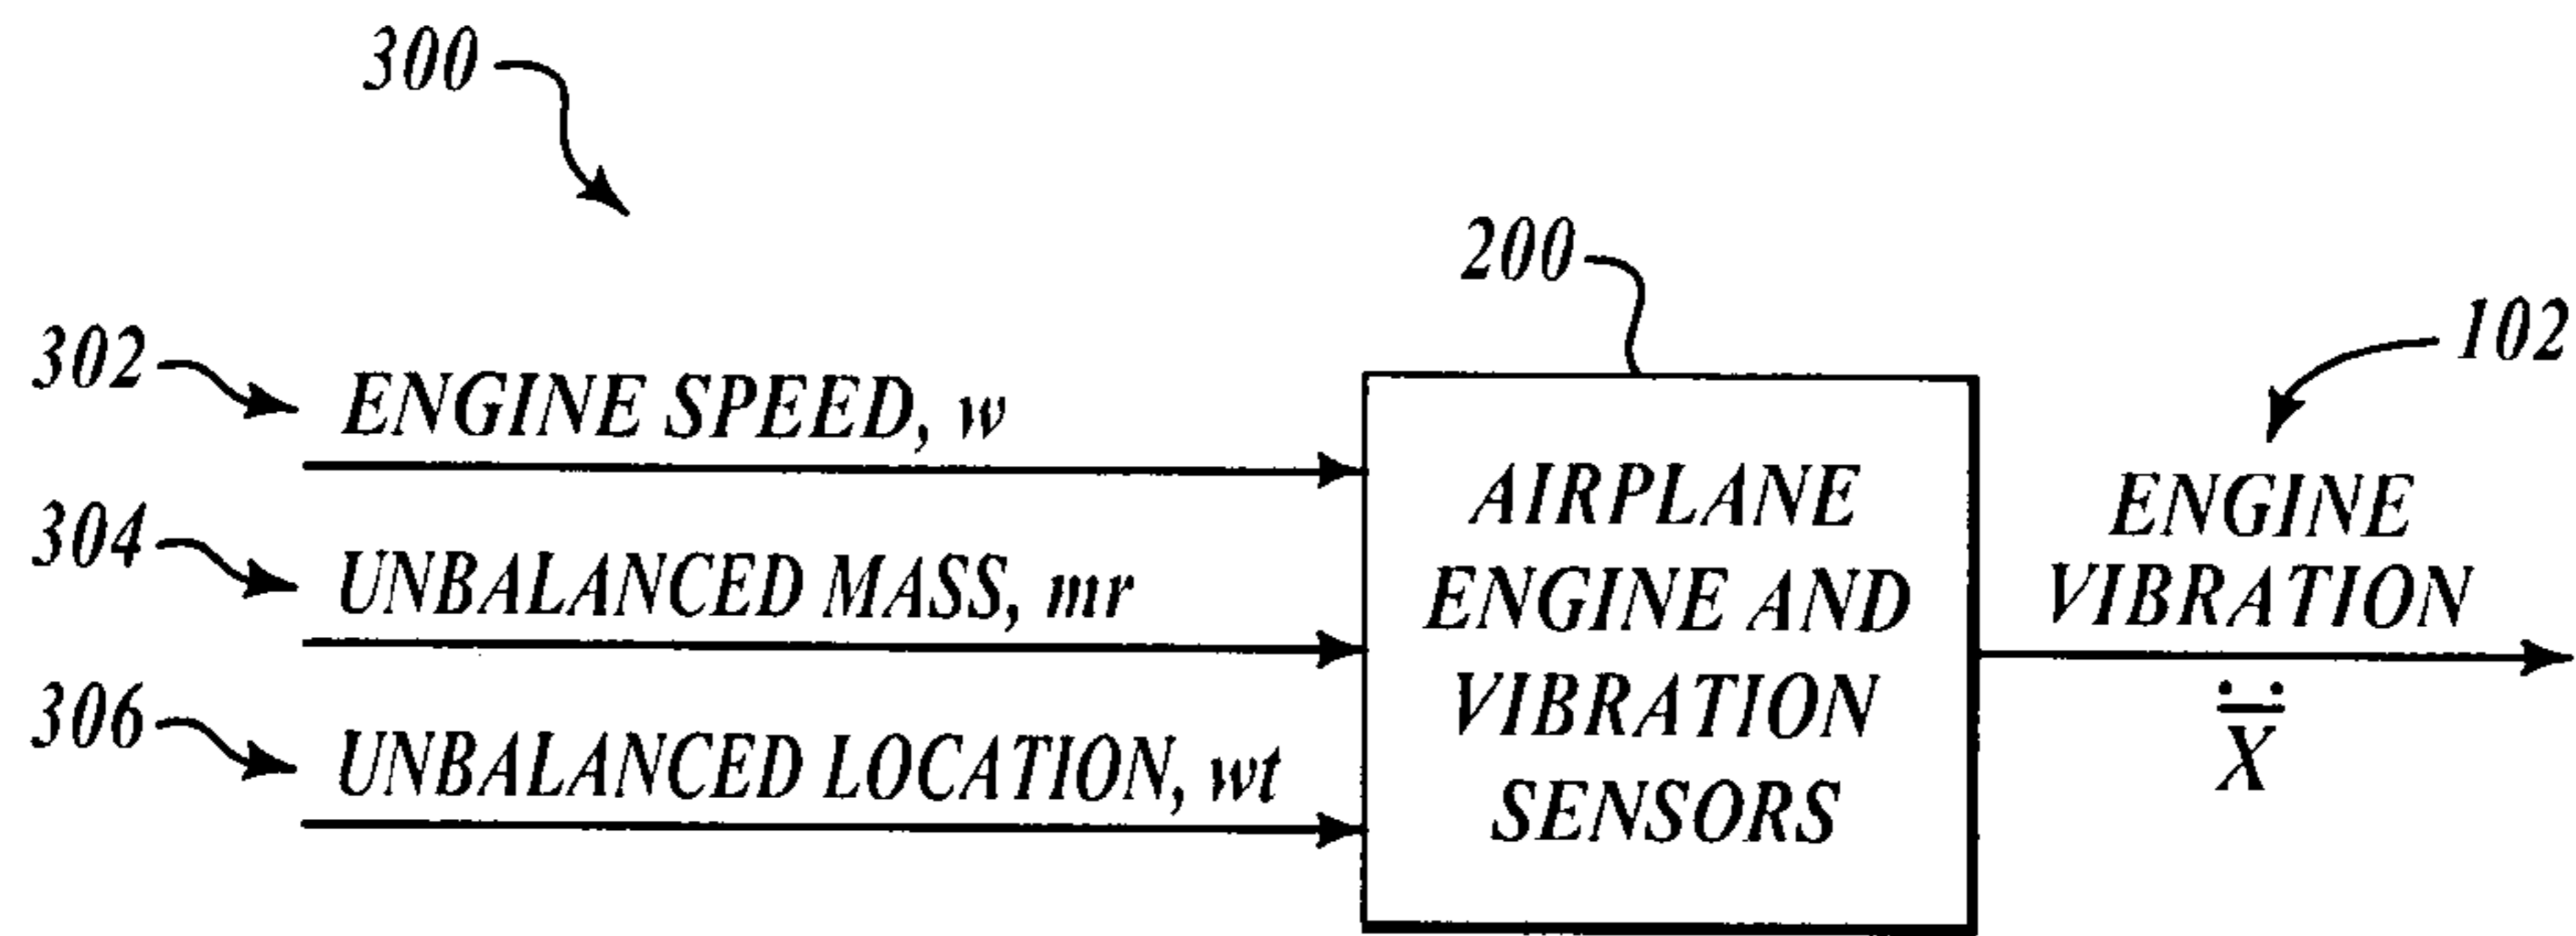 300
200
302
ENGINE SPEED, w
102
304
UNBALANCED MASS, mr
306
UNBALANCED LOCATION, wt
AIRPLANE
ENGINE AND
VIBRATION
SENSORS
ENGINE
VIBRATION
Ẍ̅